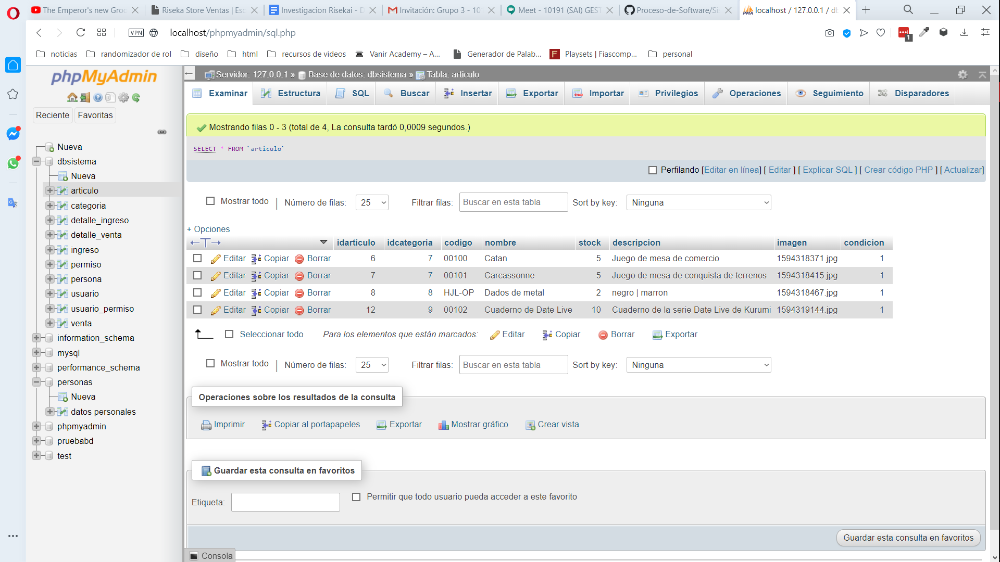 The Emperor's new Groo
Riseka Store Ventas | Esc
Investigacion Risekai - D
Invitación: Grupo 3 - 101
Meet - 10191 (SAI) GEST
Proceso-de-Software/Si
localhost / 127.0.0.1 / db
VPN
localhost/phpmyadmin/sql.php
1
noticias
randomizador de rol
diseño
html
recursos de videos
Vanir Academy – A...
Generador de Palab...
Playsets | Fiascomp...
personal
phpMyAdmin
Reciente
Favoritas
Nueva
dbsistema
Nueva
articulo
categoria
detalle_ingreso
detalle_venta
ingreso
permiso
persona
usuario
usuario_permiso
venta
information_schema
mysql
performance_schema
personas
Nueva
datos personales
phpmyadmin
pruebabd
test
Servidor: 127.0.0.1 » Base de datos: dbsistema » Tabla: articulo
Examinar Estructura SQL Buscar Insertar Exportar Importar Privilegios Operaciones Seguimiento Disparadores
Mostrando filas 0 - 3 (total de 4, La consulta tardó 0,0009 segundos.)
SELECT * FROM `articulo`
Perfilando [Editar en línea] [ Editar ] [ Explicar SQL ] [ Crear código PHP ] [ Actualizar]
Mostrar todo | Número de filas: 25 Filtrar filas: Buscar en esta tabla Sort by key: Ninguna
+ Opciones
←T→ idarticulo idcategoria codigo nombre stock descripcion imagen condicion
Editar Copiar Borrar 6 7 00100 Catan 5 Juego de mesa de comercio 1594318371.jpg 1
Editar Copiar Borrar 7 7 00101 Carcassonne 5 Juego de mesa de conquista de terrenos 1594318415.jpg 1
Editar Copiar Borrar 8 8 HJL-OP Dados de metal 2 negro | marron 1594318467.jpg 1
Editar Copiar Borrar 12 9 00102 Cuaderno de Date Live 10 Cuaderno de la serie Date Live de Kurumi 1594319144.jpg 1
Seleccionar todo Para los elementos que están marcados: Editar Copiar Borrar Exportar
Mostrar todo | Número de filas: 25 Filtrar filas: Buscar en esta tabla Sort by key: Ninguna
Operaciones sobre los resultados de la consulta
Imprimir Copiar al portapapeles Exportar Mostrar gráfico Crear vista
Guardar esta consulta en favoritos
Etiqueta: Permitir que todo usuario pueda acceder a este favorito
Guardar esta consulta en favoritos
Consola